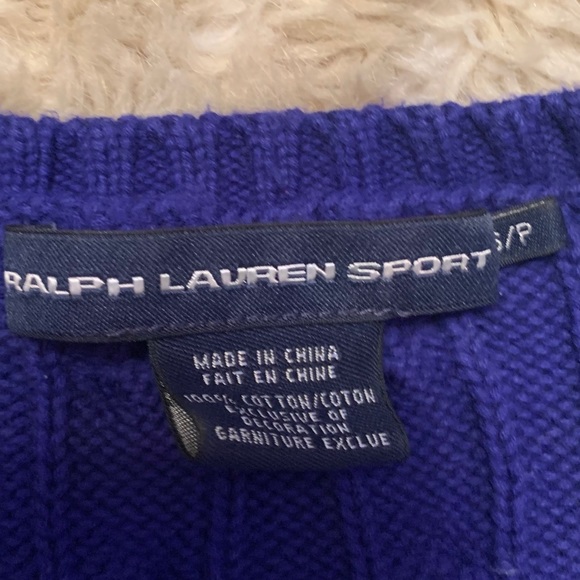 RALPH LAUREN SPORT
S/P
MADE IN CHINA
FAIT EN CHINE
100% COTTON/COTON
EXCLUSIVE OF
DECORATION
GARNITURE EXCLUE